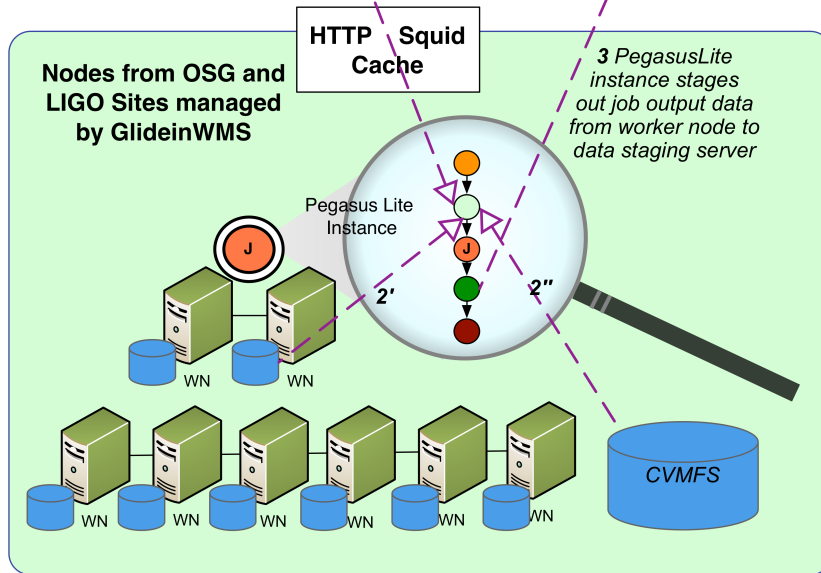 HTTP Squid
Cache
Nodes from OSG and
LIGO Sites managed
by GlideinWMS
3 PegasusLite
instance stages
out job output data
from worker node to
data staging server
Pegasus Lite
Instance
J
J
2'
2''
WN
WN
CVMFS
WN
WN
WN
WN
WN
WN